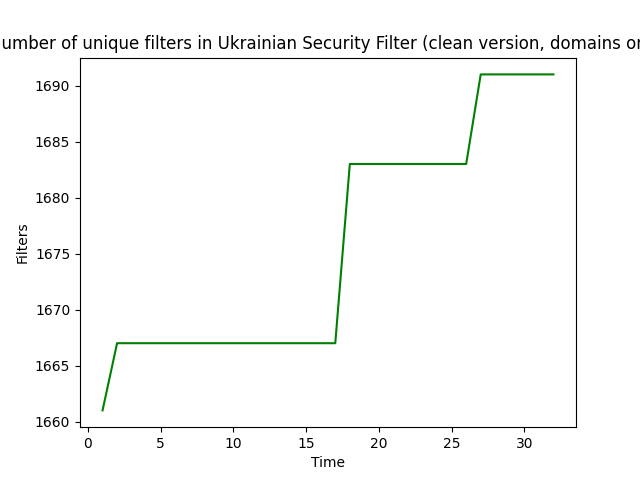 umber of unique filters in Ukrainian Security Filter (clean version, domains or
1690
1685
1680
1675
1670
1665
1660
Filters
0 5 10 15 20 25 30
Time